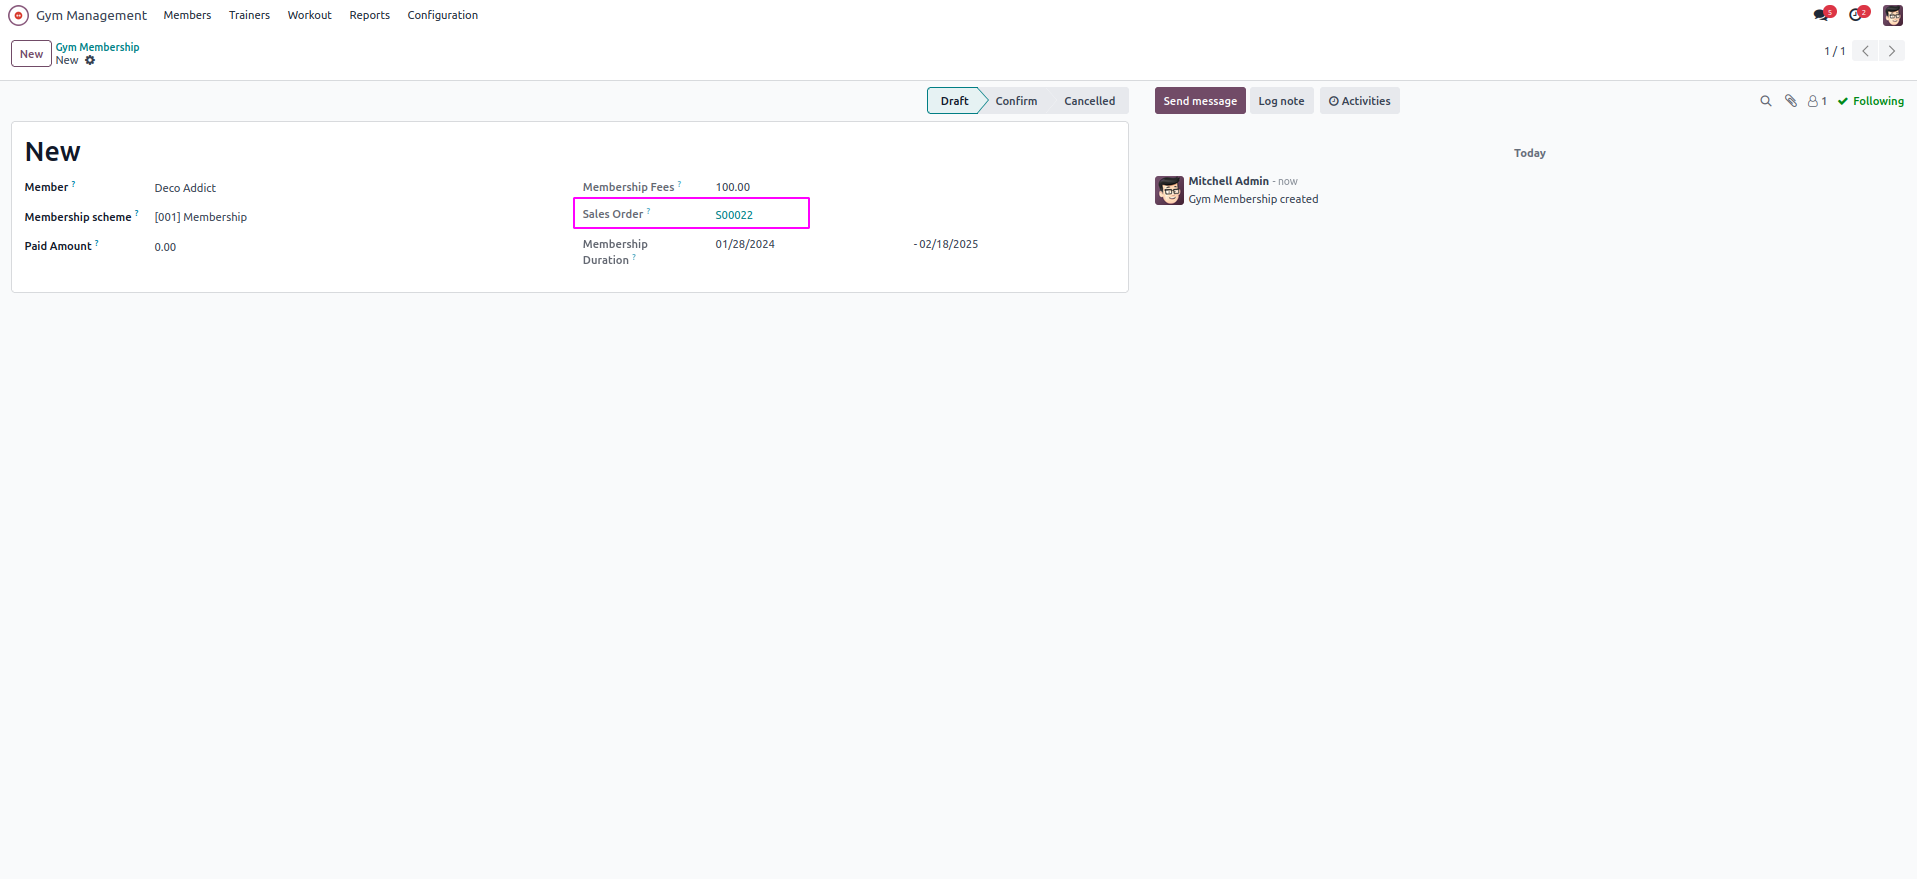 Gym Management Members Trainers Workout Reports Configuration 5 2
New Gym Membership
New
1 / 1
Draft Confirm Cancelled Send message Log note Activities 1 Following
New
Member ? Deco Addict
Membership scheme ? [001] Membership
Paid Amount ? 0.00
Membership Fees ? 100.00
Sales Order ? S00022
Membership Duration ? 01/28/2024 - 02/18/2025
Today
Mitchell Admin - now
Gym Membership created